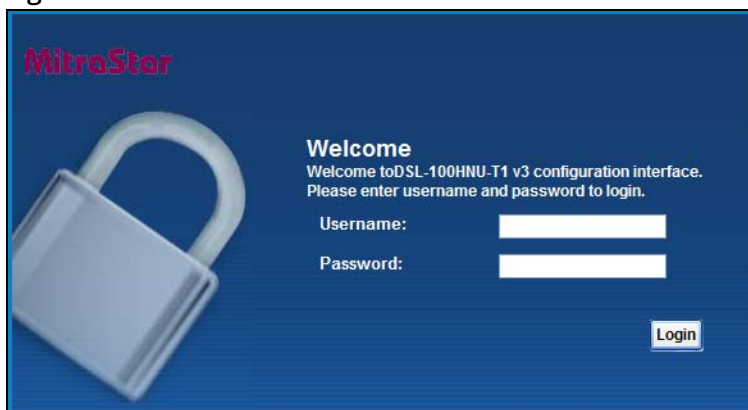 MitraStar
Welcome
Welcome toDSL-100HNU-T1 v3 configuration interface.
Please enter username and password to login.
Username:
Password:
Login